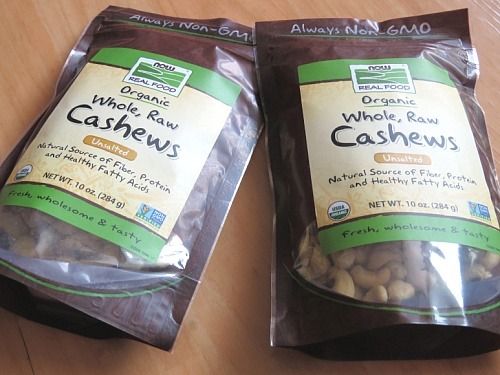 Always Non-GMO
now
REAL FOOD
Organic
Whole, Raw
Cashews
Unsalted
Natural Source of Fiber, Protein
and Healthy Fatty Acids
NET WT. 10 oz. (284 g)
Fresh, wholesome & tasty
Always Non-GMO
now
REAL FOOD
Organic
Whole, Raw
Cashews
Unsalted
Natural Source of Fiber, Protein
and Healthy Fatty Acids
USDA
ORGANIC
NET WT. 10 oz. (284 g)
Fresh, wholesome & tasty